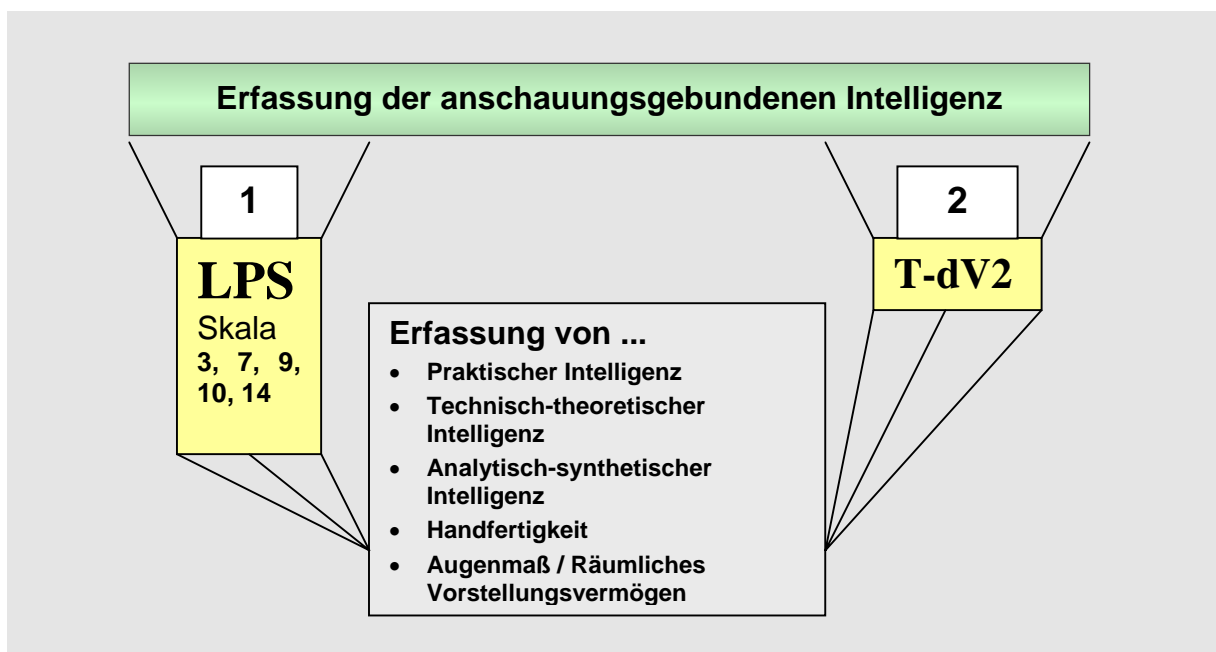 Erfassung der anschauungsgebundenen Intelligenz
1
LPS
Skala
3, 7, 9,
10, 14
2
T-dV2
Erfassung von ...
• Praktischer Intelligenz
• Technisch-theoretischer
Intelligenz
• Analytisch-synthetischer
Intelligenz
• Handfertigkeit
• Augenmaß / Räumliches
Vorstellungsvermögen